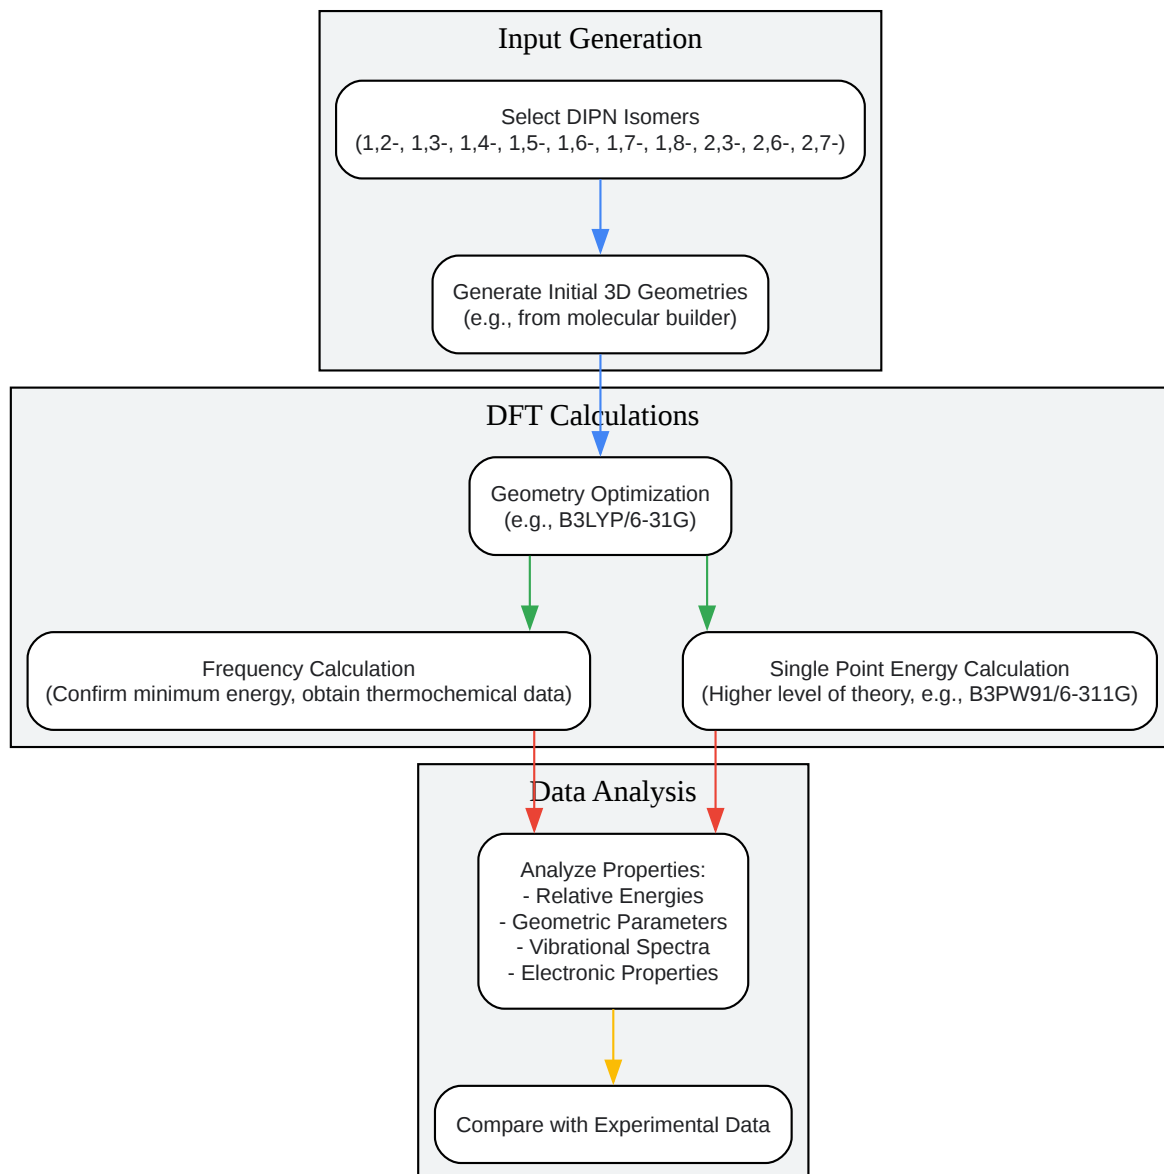 Input Generation
Select DIPN Isomers
(1,2-, 1,3-, 1,4-, 1,5-, 1,6-, 1,7-, 1,8-, 2,3-, 2,6-, 2,7-)
Generate Initial 3D Geometries
(e.g., from molecular builder)
DFT Calculations
Geometry Optimization
(e.g., B3LYP/6-31G)
Frequency Calculation
(Confirm minimum energy, obtain thermochemical data)
Single Point Energy Calculation
(Higher level of theory, e.g., B3PW91/6-311G)
Data Analysis
Analyze Properties:
- Relative Energies
- Geometric Parameters
- Vibrational Spectra
- Electronic Properties
Compare with Experimental Data